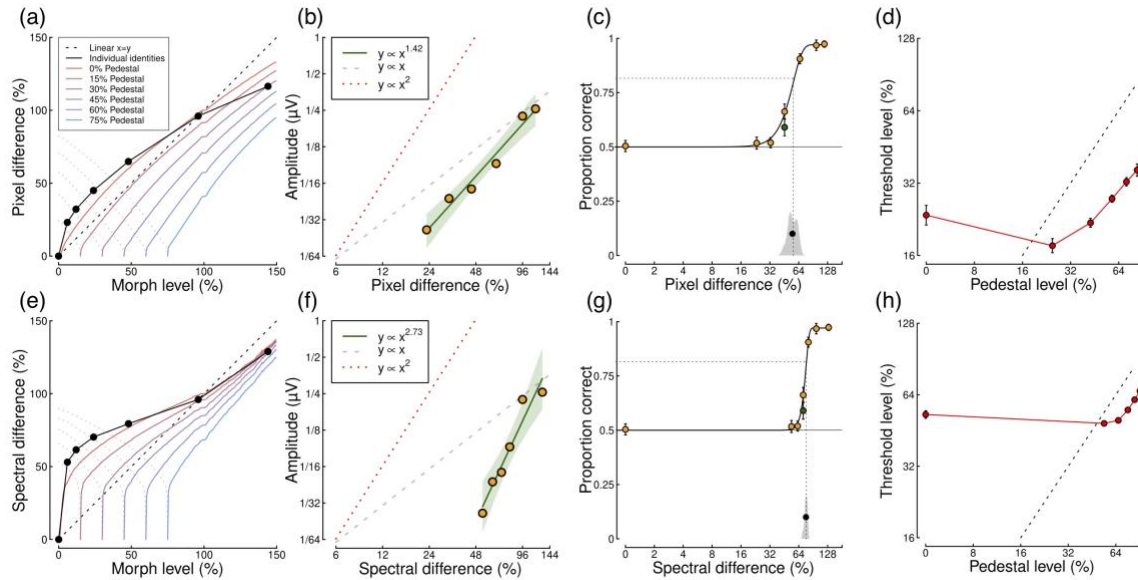 (a)
150
100
50
0
Pixel difference (%)
Linear x=y
Individual identities
0% Pedestal
15% Pedestal
30% Pedestal
45% Pedestal
60% Pedestal
75% Pedestal
0 50 100 150
Morph level (%)
(b)
1
1/2
1/4
1/8
1/16
1/32
1/64
Amplitude (µV)
y ∝ x^1.42
y ∝ x
y ∝ x^2
6 12 24 48 96 144
Pixel difference (%)
(c)
1
0.75
0.5
0.25
0
Proportion correct
0 2 4 8 16 32 64 128
Pixel difference (%)
(d)
128
64
32
16
Threshold level (%)
0 8 16 32 64
Pedestal level (%)
(e)
150
100
50
0
Spectral difference (%)
0 50 100 150
Morph level (%)
(f)
1
1/2
1/4
1/8
1/16
1/32
1/64
Amplitude (µV)
y ∝ x^2.73
y ∝ x
y ∝ x^2
6 12 24 48 96 144
Spectral difference (%)
(g)
1
0.75
0.5
0.25
0
Proportion correct
0 2 4 8 16 32 64 128
Spectral difference (%)
(h)
128
64
32
16
Threshold level (%)
0 8 16 32 64
Pedestal level (%)